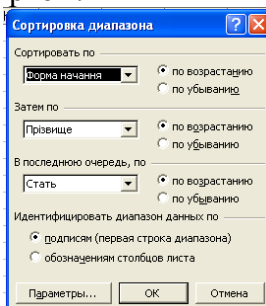 Сортировка диапазона
Сортировать по
Форма начання
по возрастанию
по убыванию
Затем по
Прізвище
по возрастанию
по убыванию
В последнюю очередь, по
Стать
по возрастанию
по убыванию
Идентифицировать диапазон данных по
подписям (первая строка диапазона)
обозначениям столбцов листа
Параметры...
ОК
Отмена